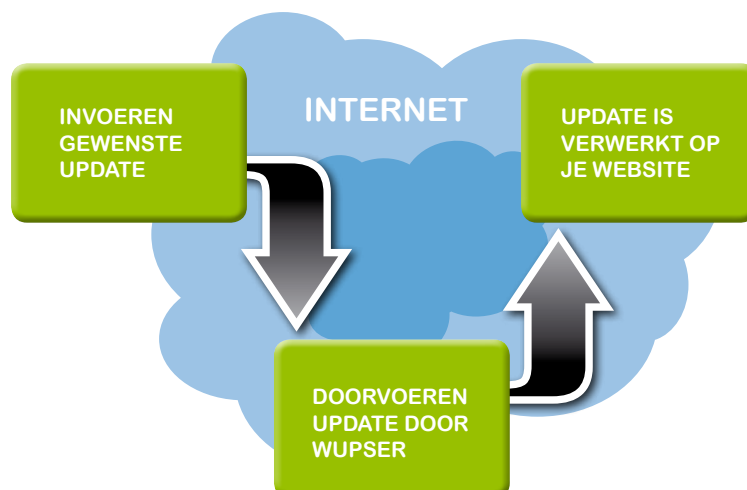 INVOEREN
GEWENSTE
UPDATE
INTERNET
UPDATE IS
VERWERKT OP
JE WEBSITE
DOORVOEREN
UPDATE DOOR
WUPSER